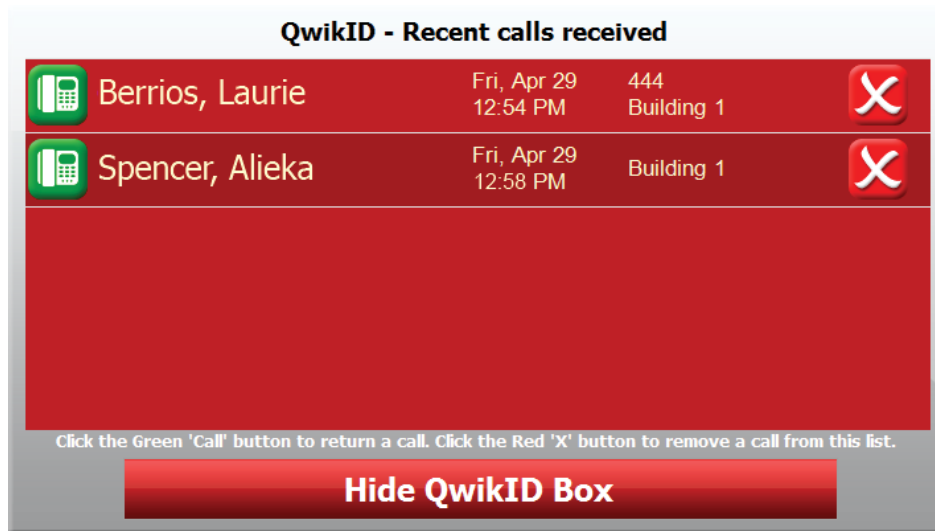 QwikID - Recent calls received
Berrios, Laurie
Fri, Apr 29
12:54 PM
444
Building 1
Spencer, Alieka
Fri, Apr 29
12:58 PM
Building 1
Click the Green 'Call' button to return a call. Click the Red 'X' button to remove a call from this list.
Hide QwikID Box